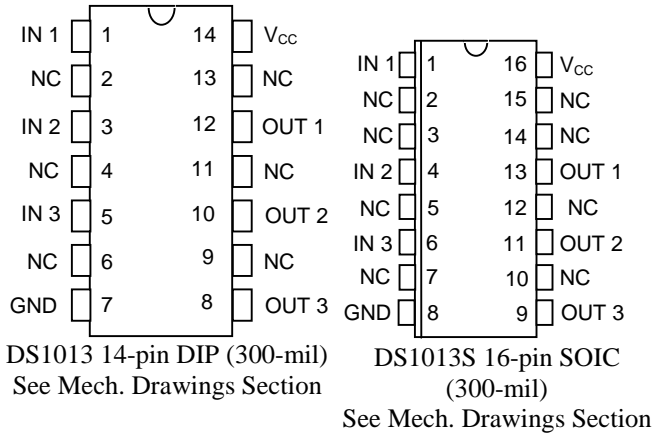 IN 1 1 14 VCC
NC 2 13 NC
IN 2 3 12 OUT 1
NC 4 11 NC
IN 3 5 10 OUT 2
NC 6 9 NC
GND 7 8 OUT 3
DS1013 14-pin DIP (300-mil)
See Mech. Drawings Section
IN 1 1 16 VCC
NC 2 15 NC
NC 3 14 NC
IN 2 4 13 OUT 1
NC 5 12 NC
IN 3 6 11 OUT 2
NC 7 10 NC
GND 8 9 OUT 3
DS1013S 16-pin SOIC
(300-mil)
See Mech. Drawings Section